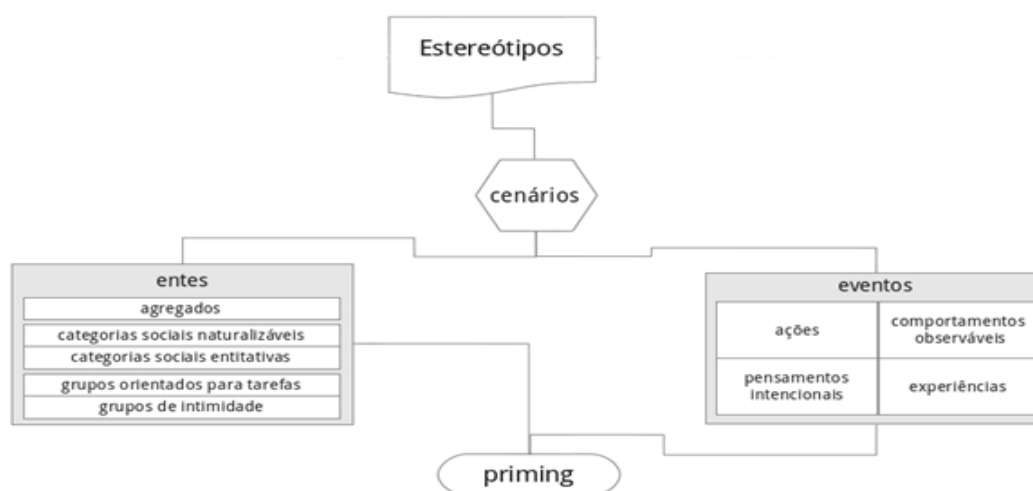 Estereótipos
cenários
entes
agregados
categorias sociais naturalizáveis
categorias sociais entitativas
grupos orientados para tarefas
grupos de intimidade
eventos
ações
comportamentos
observáveis
pensamentos
intencionais
experiências
priming